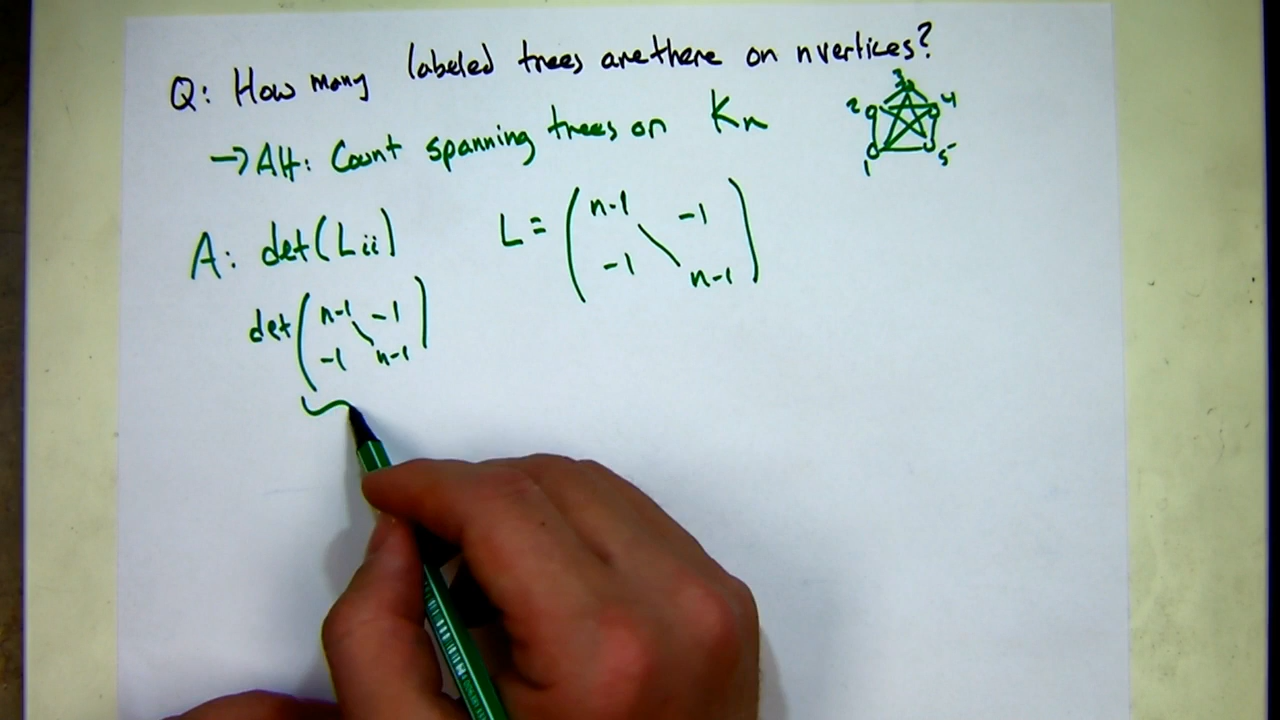 Q: How many labeled trees are there on n vertices?
→ Alt: Count spanning trees on Kn
1 2 3 4 5
A: det(Lii) L = (n-1 -1
-1 n-1)
det(n-1 -1
-1 n-1)